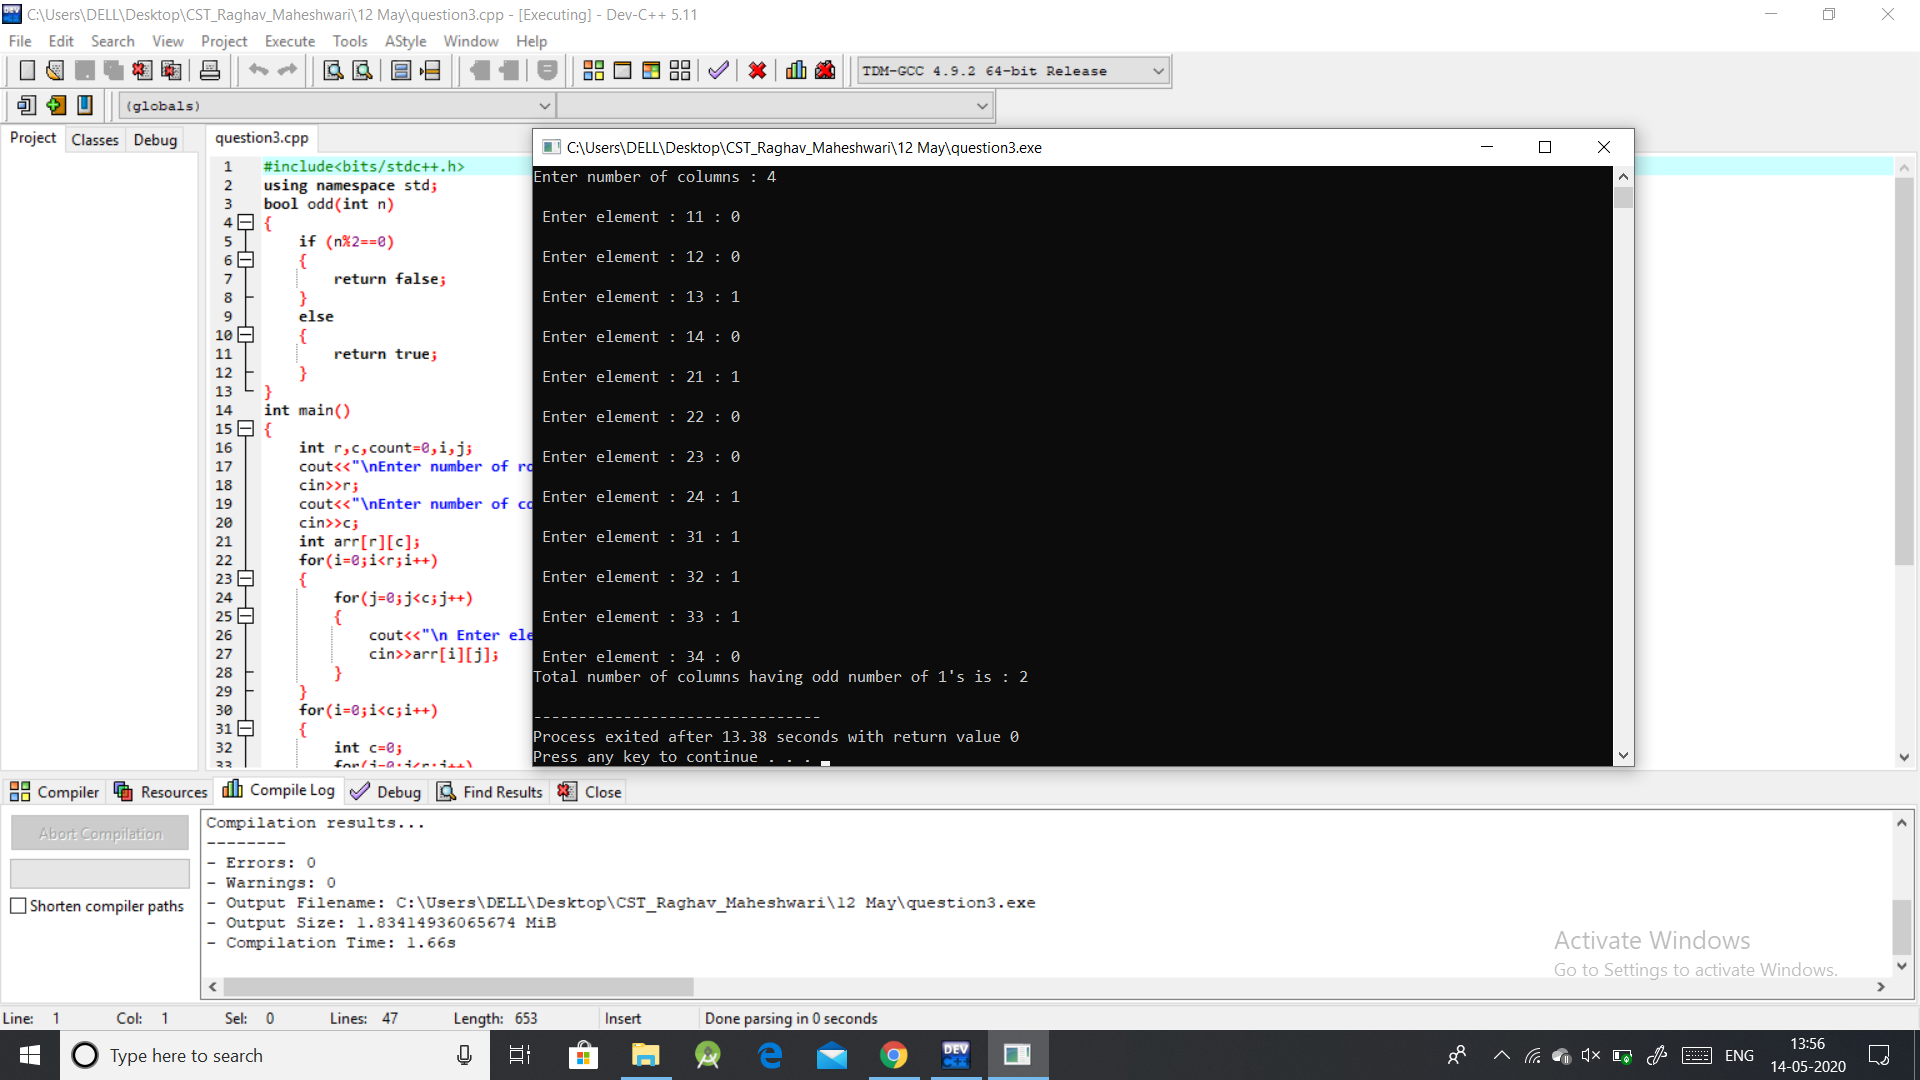 C:\Users\DELL\Desktop\CST_Raghav_Maheshwari\12 May\question3.cpp - [Executing] - Dev-C++ 5.11
File Edit Search View Project Execute Tools AStyle Window Help
TDM-GCC 4.9.2 64-bit Release
(globals)
Project Classes Debug
question3.cpp
1 #include<bits/stdc++.h>
2 using namespace std;
3 bool odd(int n)
4 {
5 if (n%2==0)
6 {
7 return false;
8 }
9 else
10 {
11 return true;
12 }
13 }
14 int main()
15 {
16 int r,c,count=0,i,j;
17 cout<<"\nEnter number of ro
18 cin>>r;
19 cout<<"\nEnter number of co
20 cin>>c;
21 int arr[r][c];
22 for(i=0;i<r;i++)
23 {
24 for(j=0;j<c;j++)
25 {
26 cout<<"\n Enter ele
27 cin>>arr[i][j];
28 }
29 }
30 for(i=0;i<c;i++)
31 {
32 int c=0;
33 for(j=0;j<r;j++)
C:\Users\DELL\Desktop\CST_Raghav_Maheshwari\12 May\question3.exe
Enter number of columns : 4
Enter element : 11 : 0
Enter element : 12 : 0
Enter element : 13 : 1
Enter element : 14 : 0
Enter element : 21 : 1
Enter element : 22 : 0
Enter element : 23 : 0
Enter element : 24 : 1
Enter element : 31 : 1
Enter element : 32 : 1
Enter element : 33 : 1
Enter element : 34 : 0
Total number of columns having odd number of 1's is : 2
--------------------------------
Process exited after 13.38 seconds with return value 0
Press any key to continue . . .
Compiler Resources Compile Log Debug Find Results Close
Abort Compilation
Shorten compiler paths
Compilation results...
--------
- Errors: 0
- Warnings: 0
- Output Filename: C:\Users\DELL\Desktop\CST_Raghav_Maheshwari\12 May\question3.exe
- Output Size: 1.83414936065674 MiB
- Compilation Time: 1.66s
Activate Windows
Go to Settings to activate Windows.
Line: 1 Col: 1 Sel: 0 Lines: 47 Length: 653 Insert Done parsing in 0 seconds
Type here to search
DEV C++
ENG
13:56
14-05-2020